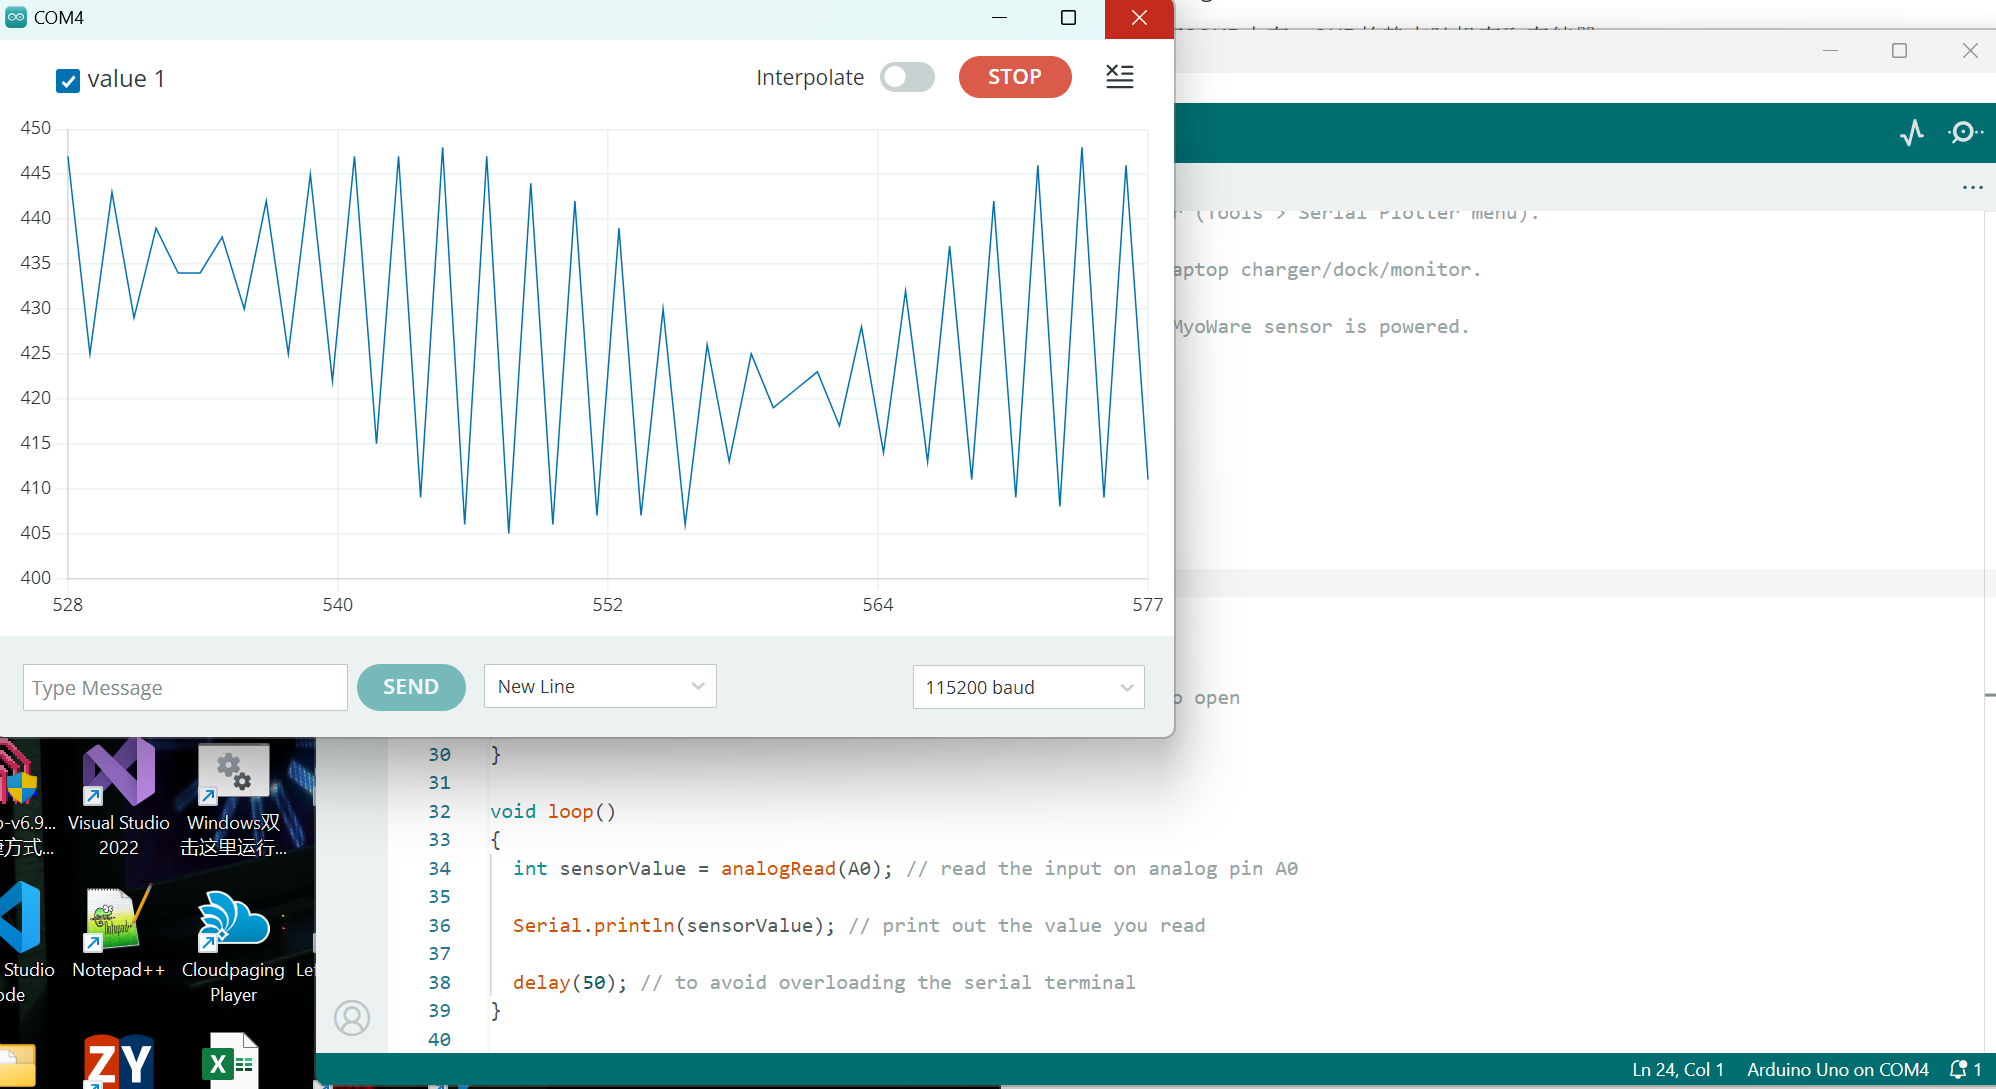 COM4
value 1
Interpolate
STOP
450
445
440
435
430
425
420
415
410
405
400
528
540
552
564
577
Type Message
SEND
New Line
115200 baud
(Tools > Serial Plotter menu).
aptop charger/dock/monitor.
MyoWare sensor is powered.
open
30 }
31
32 void loop()
33 {
34 int sensorValue = analogRead(A0); // read the input on analog pin A0
35
36 Serial.println(sensorValue); // print out the value you read
37
38 delay(50); // to avoid overloading the serial terminal
39 }
40
Ln 24, Col 1
Arduino Uno on COM4
1
-v6.9...
方式...
Visual Studio
2022
Windows双
击这里运行...
Studio
ode
Notepad++
Cloudpaging
Player
Lef
ZY
X